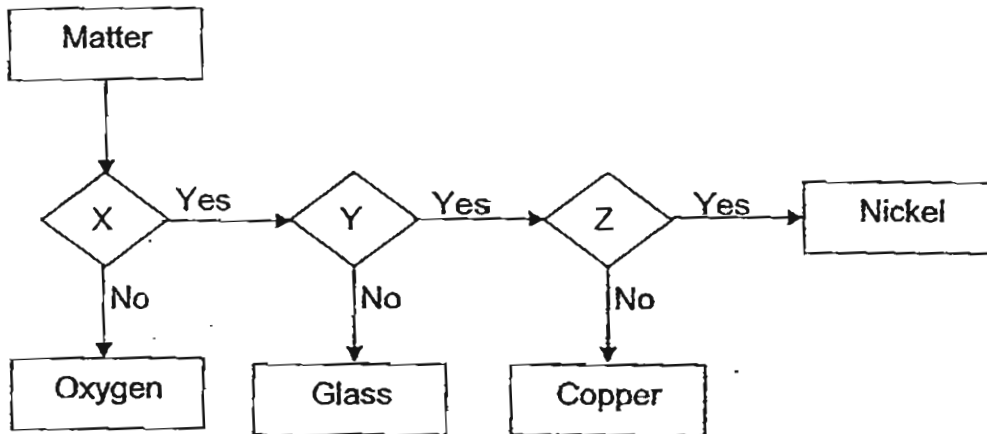 Matter
X
Yes
Y
Yes
Z
Yes
Nickel
No
No
No
Oxygen
Glass
Copper